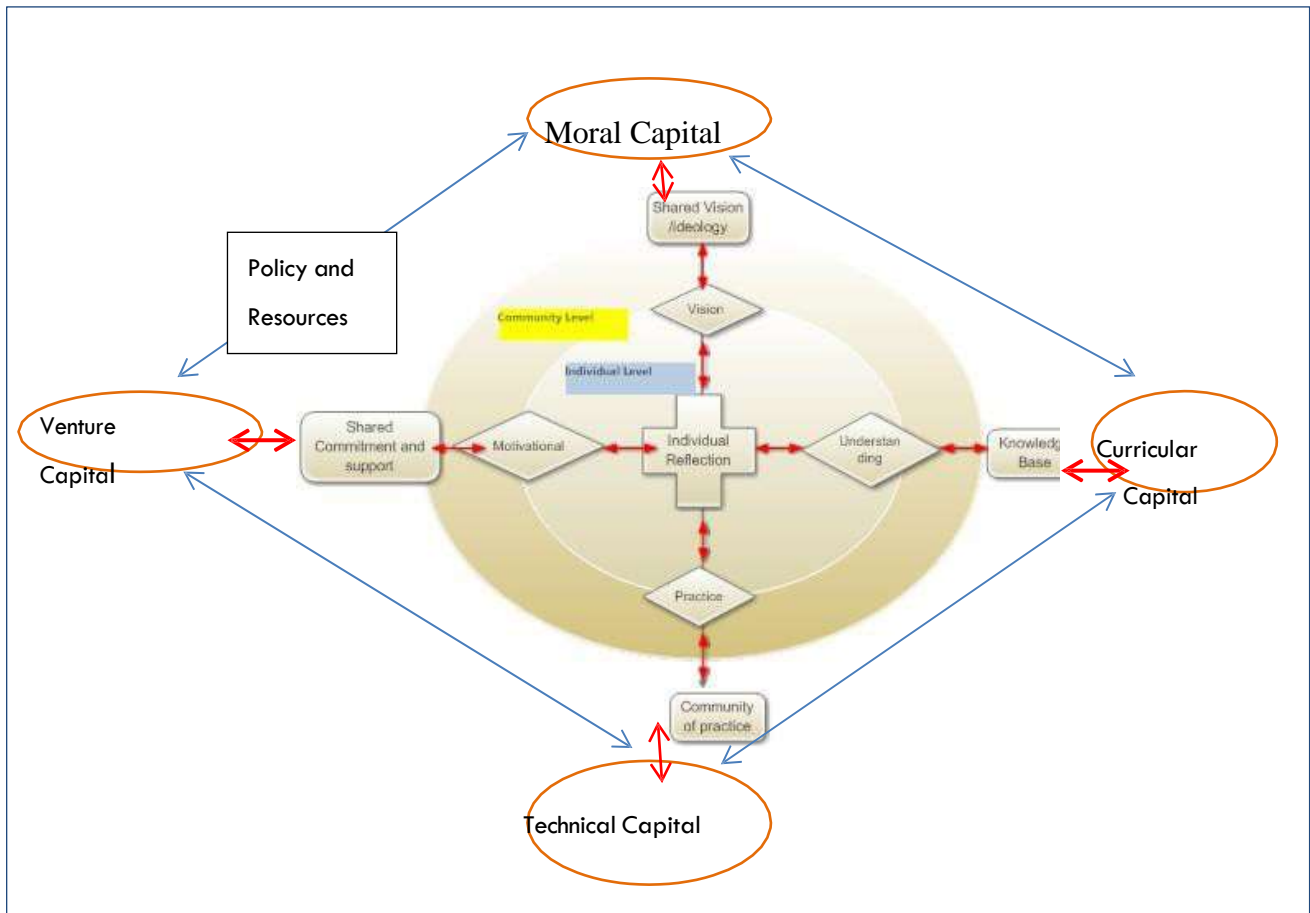 Moral Capital
Shared Vision
/Ideology
Policy and
Resources
Vision
Community Level
Individual Level
Venture
Capital
Shared
Commitment and
support
Motivational
Individual
Reflection
Understan
ding
Knowledg
Base
Curricular
Capital
Practice
Community
of practice
Technical Capital